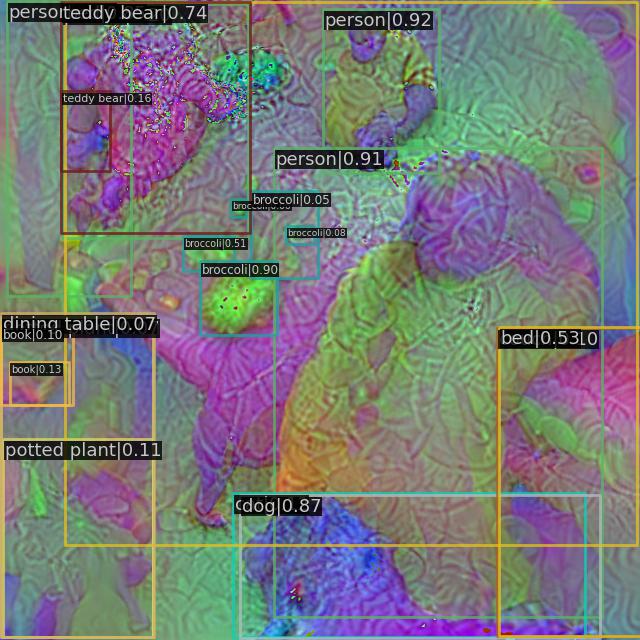 teddy bear|0.74
person|0.92
teddy bear|0.16
person|0.91
broccoli|0.05
broccoli|0.08
broccoli|0.51
broccoli|0.90
dining table|0.07
book|0.10
bed|0.53
book|0.13
potted plant|0.11
dog|0.87